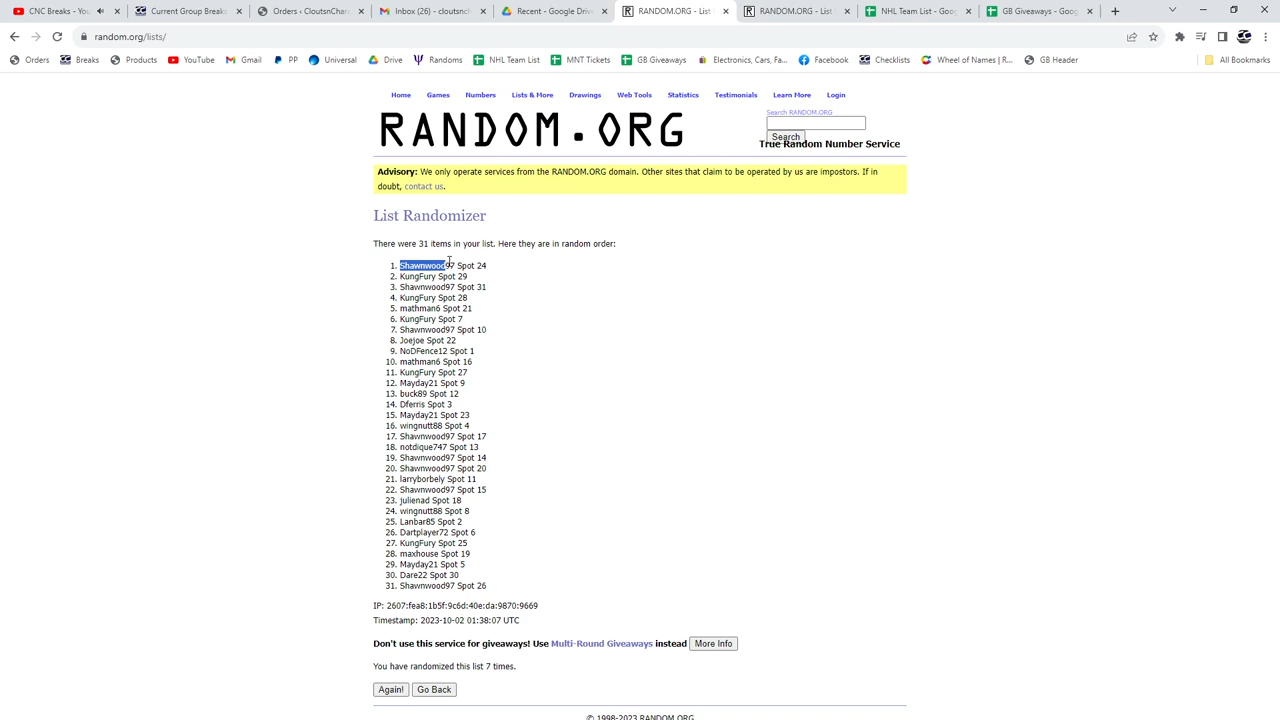 CNC Breaks - You
Current Group Breaks
Orders ‹ CloutsnChar
Inbox (26) - cloutsnch
Recent - Google Driv
RANDOM.ORG - List
RANDOM.ORG - List
NHL Team List - Goog
GB Giveaways - Goog
random.org/lists/
Orders
Breaks
Products
YouTube
Gmail
PP
Universal
Drive
Randoms
NHL Team List
MNT Tickets
GB Giveaways
Electronics, Cars, Fa...
Facebook
Checklists
Wheel of Names | R...
GB Header
All Bookmarks
Home Games Numbers Lists & More Drawings Web Tools Statistics Testimonials Learn More Login
Search RANDOM.ORG
RANDOM.ORG
Search
True Random Number Service
Advisory: We only operate services from the RANDOM.ORG domain. Other sites that claim to be operated by us are impostors. If in
doubt, contact us.
List Randomizer
There were 31 items in your list. Here they are in random order:
1. Shawnwood97 Spot 24
2. KungFury Spot 29
3. Shawnwood97 Spot 31
4. KungFury Spot 28
5. mathman6 Spot 21
6. KungFury Spot 7
7. Shawnwood97 Spot 10
8. Joejoe Spot 22
9. NoDFence12 Spot 1
10. mathman6 Spot 16
11. KungFury Spot 27
12. Mayday21 Spot 9
13. buck89 Spot 12
14. Dferris Spot 3
15. Mayday21 Spot 23
16. wingnutt88 Spot 4
17. Shawnwood97 Spot 17
18. notdique747 Spot 13
19. Shawnwood97 Spot 14
20. Shawnwood97 Spot 20
21. larryborbely Spot 11
22. Shawnwood97 Spot 15
23. julienad Spot 18
24. wingnutt88 Spot 8
25. Lanbar85 Spot 2
26. Dartplayer72 Spot 6
27. KungFury Spot 25
28. maxhouse Spot 19
29. Mayday21 Spot 5
30. Dare22 Spot 30
31. Shawnwood97 Spot 26
IP: 2607:fea8:1b5f:9c6d:40e:da:9870:9669
Timestamp: 2023-10-02 01:38:07 UTC
Don't use this service for giveaways! Use Multi-Round Giveaways instead More Info
You have randomized this list 7 times.
Again! Go Back
© 1998-2023 RANDOM.ORG